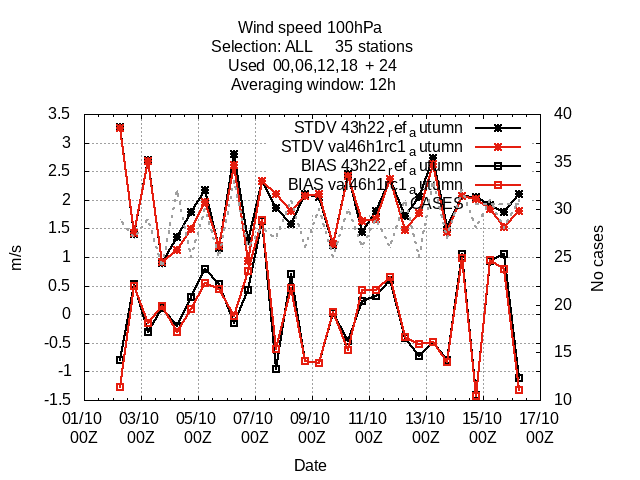 Wind speed 100hPa
Selection: ALL 35 stations
Used 00,06,12,18 + 24
Averaging window: 12h
STDV 43h22_ref_autumn
STDV val46h1rc1_autumn
BIAS 43h22_ref_autumn
BIAS val46h1rc1_autumn
CASES
3.5
3
2.5
2
1.5
1
0.5
0
-0.5
-1
-1.5
m/s
40
35
30
25
20
15
10
No cases
01/10 03/10 05/10 07/10 09/10 11/10 13/10 15/10 17/10
00Z 00Z 00Z 00Z 00Z 00Z 00Z 00Z 00Z
Date